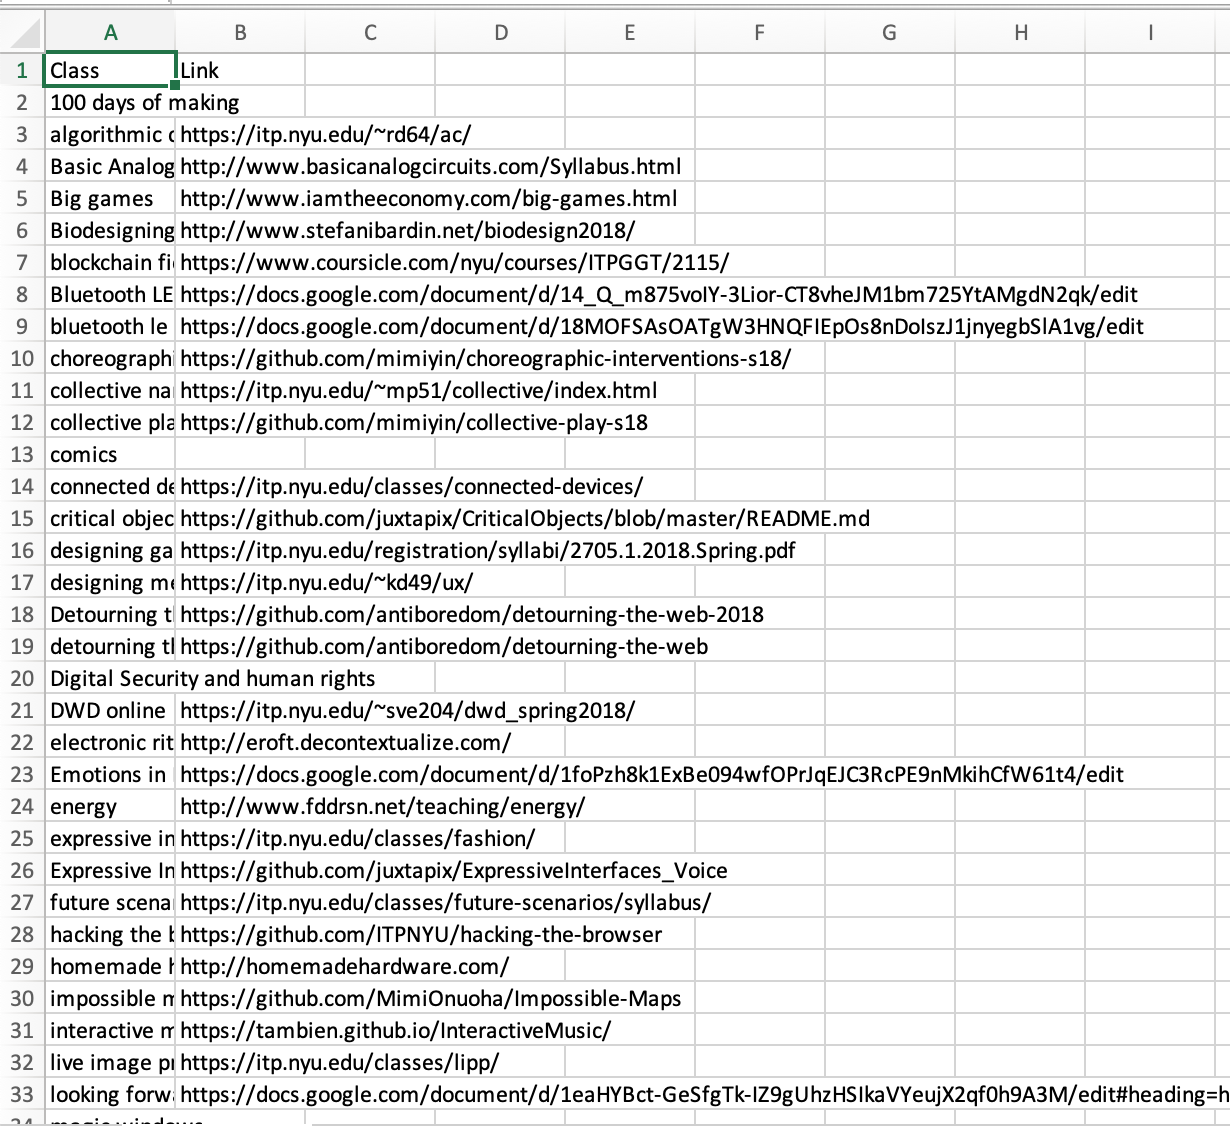 A B C D E F G H I
1 Class Link
2 100 days of making
3 algorithmic https://itp.nyu.edu/~rd64/ac/
4 Basic Analog http://www.basicanalogcircuits.com/Syllabus.html
5 Big games http://www.iamtheeconomy.com/big-games.html
6 Biodesigning http://www.stefanibardin.net/biodesign2018/
7 blockchain fi https://www.coursicle.com/nyu/courses/ITPGGT/2115/
8 Bluetooth LE https://docs.google.com/document/d/14_Q_m875voIY-3Lior-CT8vheJM1bm725YtAMgdN2qk/edit
9 bluetooth le https://docs.google.com/document/d/18MOFSAsOATgW3HNQFIEpOs8nDoIszJ1jnyegbSlA1vg/edit
10 choreographi https://github.com/mimiyin/choreographic-interventions-s18/
11 collective na https://itp.nyu.edu/~mp51/collective/index.html
12 collective pla https://github.com/mimiyin/collective-play-s18
13 comics
14 connected de https://itp.nyu.edu/classes/connected-devices/
15 critical objec https://github.com/juxtapix/CriticalObjects/blob/master/README.md
16 designing ga https://itp.nyu.edu/registration/syllabi/2705.1.2018.Spring.pdf
17 designing me https://itp.nyu.edu/~kd49/ux/
18 Detourning t https://github.com/antiboredom/detourning-the-web-2018
19 detourning th https://github.com/antiboredom/detourning-the-web
20 Digital Security and human rights
21 DWD online https://itp.nyu.edu/~sve204/dwd_spring2018/
22 electronic rit http://eroft.decontextualize.com/
23 Emotions in https://docs.google.com/document/d/1foPzh8k1ExBe094wfOPrJqEJC3RcPE9nMkihCfW61t4/edit
24 energy http://www.fddrsn.net/teaching/energy/
25 expressive in https://itp.nyu.edu/classes/fashion/
26 Expressive In https://github.com/juxtapix/ExpressiveInterfaces_Voice
27 future scena https://itp.nyu.edu/classes/future-scenarios/syllabus/
28 hacking the b https://github.com/ITPNYU/hacking-the-browser
29 homemade h http://homemadehardware.com/
30 impossible m https://github.com/MimiOnuoha/Impossible-Maps
31 interactive m https://tambien.github.io/InteractiveMusic/
32 live image pr https://itp.nyu.edu/classes/lipp/
33 looking forwa https://docs.google.com/document/d/1eaHYBct-GeSfgTk-IZ9gUhzHSIkaVYeujX2qf0h9A3M/edit#heading=h
34 magic windows